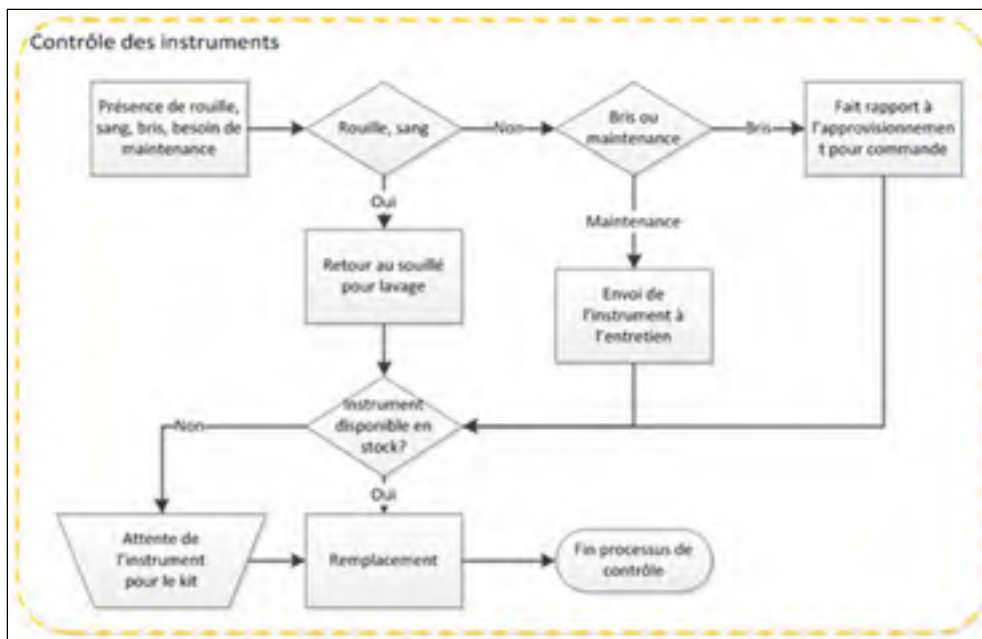 Contrôle des instruments
Présence de rouille,
sang, bris, besoin de
maintenance
Rouille, sang
Non
Bris ou
maintenance
Bris
Fait rapport à
l'approvisionnemen
t pour commande
Oui
Maintenance
Retour au souillé
pour lavage
Envoi de
l'instrument à
l'entretien
Instrument
disponible en
stock?
Non
Oui
Attente de
l'instrument
pour le kit
Remplacement
Fin processus de
contrôle